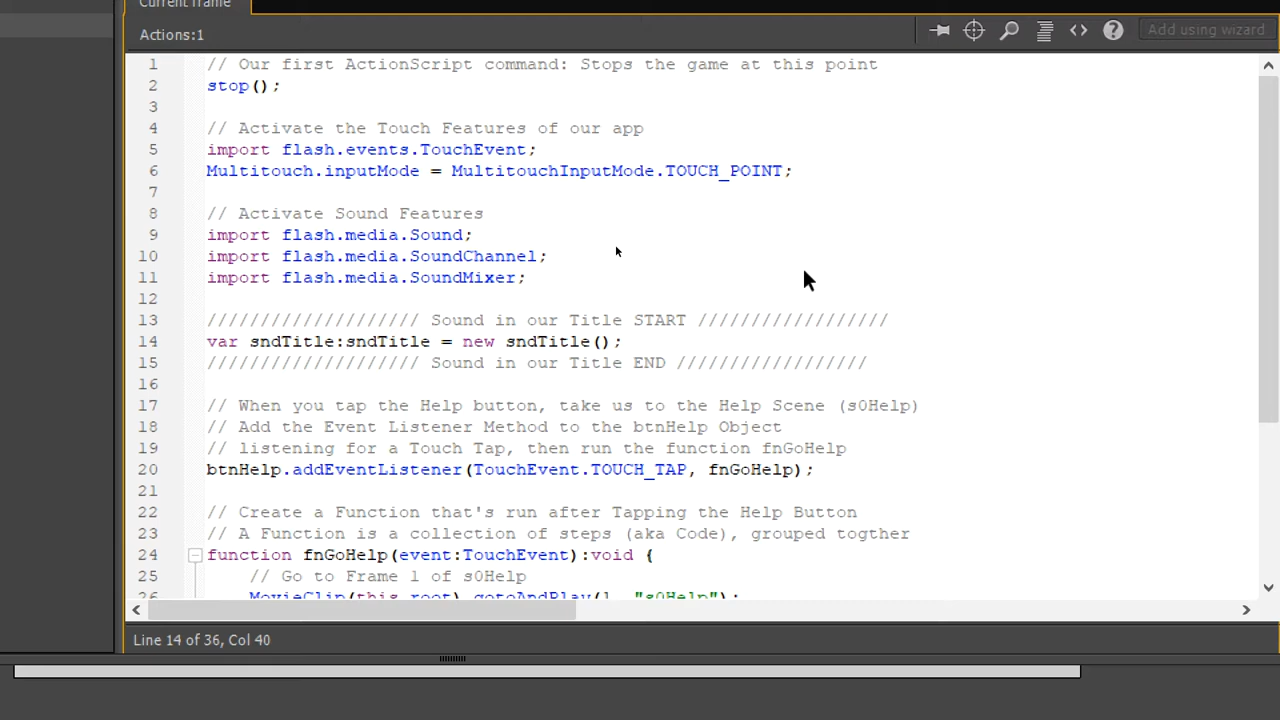 Current frame
Actions:1
Add using wizard
1 // Our first ActionScript command: Stops the game at this point
2 stop();
3
4 // Activate the Touch Features of our app
5 import flash.events.TouchEvent;
6 Multitouch.inputMode = MultitouchInputMode.TOUCH_POINT;
7
8 // Activate Sound Features
9 import flash.media.Sound;
10 import flash.media.SoundChannel;
11 import flash.media.SoundMixer;
12
13 //////////////////// Sound in our Title START //////////////////
14 var sndTitle:sndTitle = new sndTitle();
15 //////////////////// Sound in our Title END //////////////////
16
17 // When you tap the Help button, take us to the Help Scene (s0Help)
18 // Add the Event Listener Method to the btnHelp Object
19 // listening for a Touch Tap, then run the function fnGoHelp
20 btnHelp.addEventListener(TouchEvent.TOUCH_TAP, fnGoHelp);
21
22 // Create a Function that's run after Tapping the Help Button
23 // A Function is a collection of steps (aka Code), grouped togther
24 function fnGoHelp(event:TouchEvent):void {
25 // Go to Frame 1 of s0Help
26 MovieClip(this.root).gotoAndPlay(1, "s0Help");
Line 14 of 36, Col 40